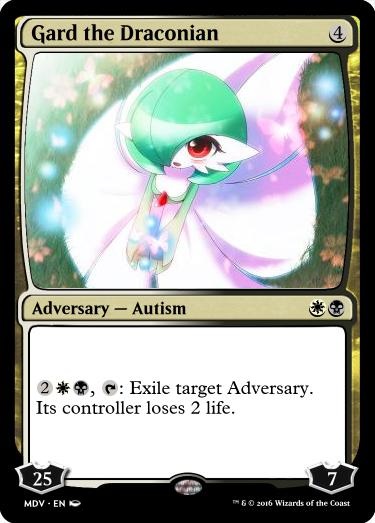 Gard the Draconian 4
Adversary — Autism
2, : Exile target Adversary.
Its controller loses 2 life.
25 7
MDV · EN
™ & © 2016 Wizards of the Coast